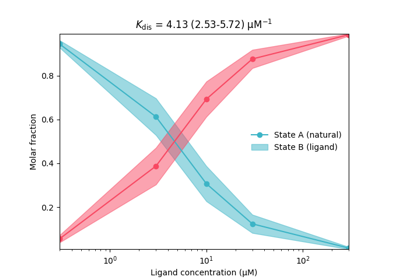 K_dis = 4.13 (2.53-5.72) μM⁻¹
Molar fraction
0.8
0.6
0.4
0.2
State A (natural)
State B (ligand)
10⁰ 10¹ 10²
Ligand concentration (μM)